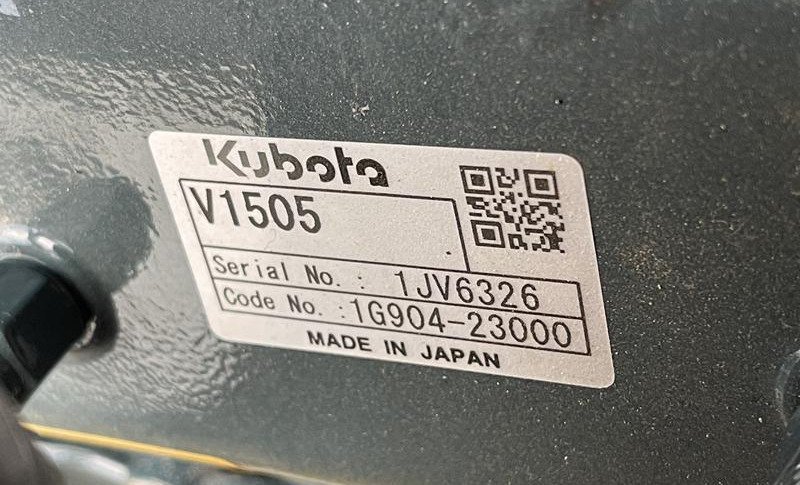 Kubota
V1505
Serial No. : 1JV6326
Code No. :1G904-23000
MADE IN JAPAN